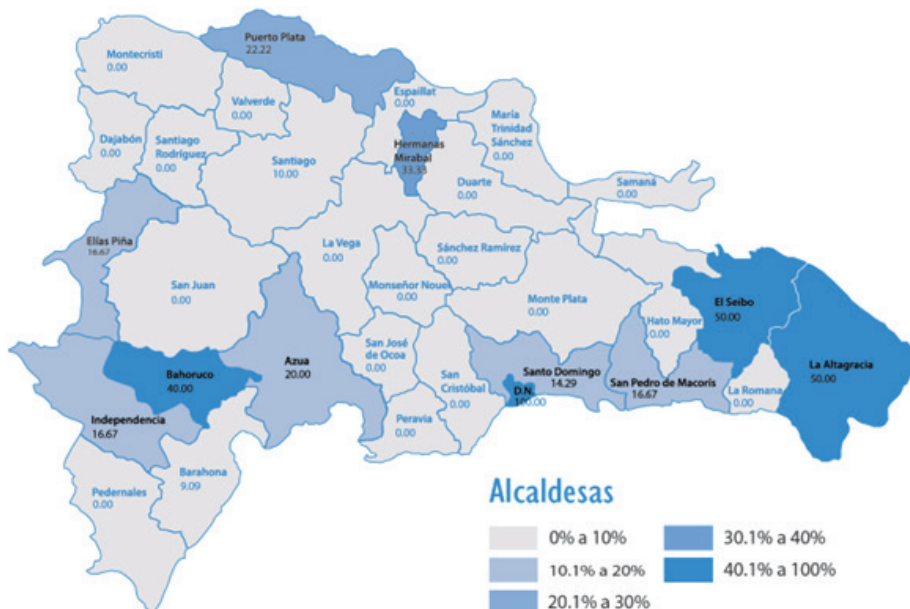 Puerto Plata
22.22
Montecristi
0.00
Espaillat
0.00
Valverde
0.00
María
Trinidad
Sánchez
0.00
Dajabón
0.00
Santiago
Rodríguez
0.00
Hermanas
Mirabal
33.33
Santiago
10.00
Duarte
0.00
Samaná
0.00
Elías Piña
16.67
La Vega
0.00
Sánchez Ramírez
0.00
San Juan
0.00
Monseñor Nouel
0.00
Monte Plata
0.00
El Seibo
50.00
Hato Mayor
0.00
San José
de Ocoa
0.00
Azua
20.00
La Altagracia
50.00
Bahoruco
40.00
San
Cristóbal
0.00
Santo Domingo
14.29
San Pedro de Macorís
16.67
D.N.
100.00
La Romana
0.00
Independencia
16.67
Peravia
0.00
Barahona
9.09
Pedernales
0.00
Alcaldesas
0% a 10%
10.1% a 20%
20.1% a 30%
30.1% a 40%
40.1% a 100%